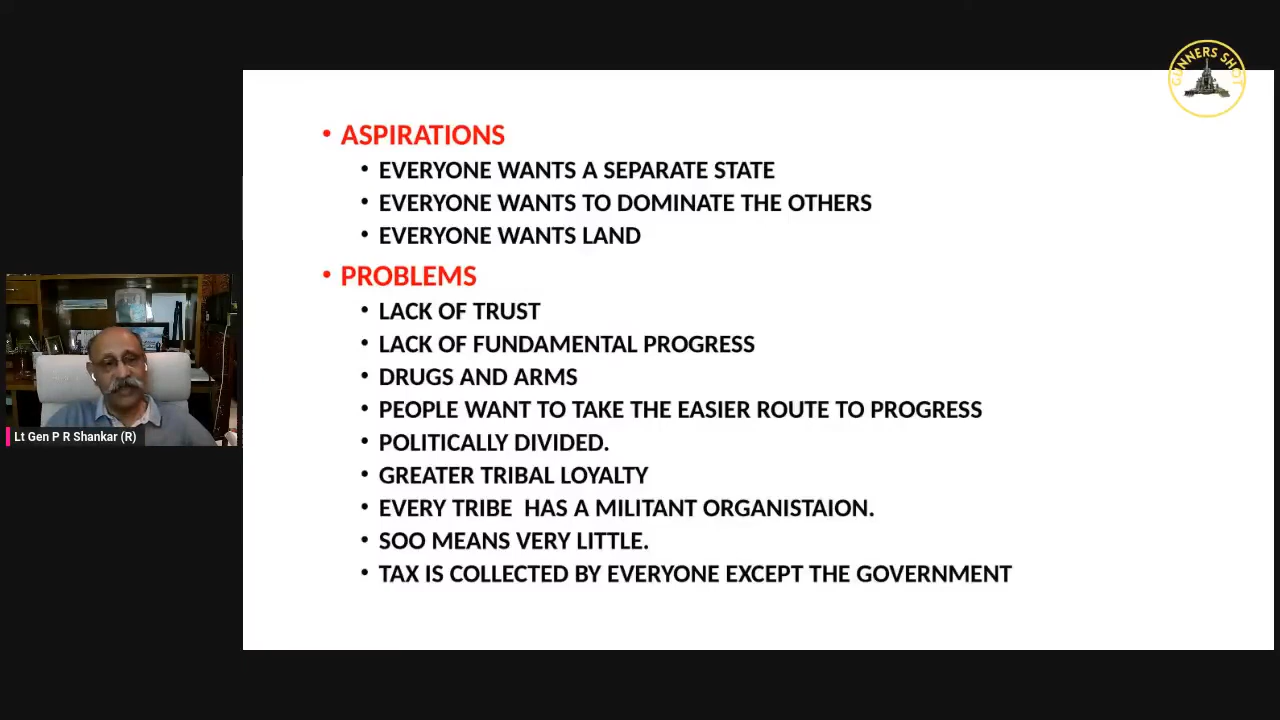 GUNNERS SHOT
• ASPIRATIONS
• EVERYONE WANTS A SEPARATE STATE
• EVERYONE WANTS TO DOMINATE THE OTHERS
• EVERYONE WANTS LAND
• PROBLEMS
• LACK OF TRUST
• LACK OF FUNDAMENTAL PROGRESS
• DRUGS AND ARMS
• PEOPLE WANT TO TAKE THE EASIER ROUTE TO PROGRESS
• POLITICALLY DIVIDED.
• GREATER TRIBAL LOYALTY
• EVERY TRIBE  HAS A MILITANT ORGANISTAION.
• SOO MEANS VERY LITTLE.
• TAX IS COLLECTED BY EVERYONE EXCEPT THE GOVERNMENT
Lt Gen P R Shankar (R)